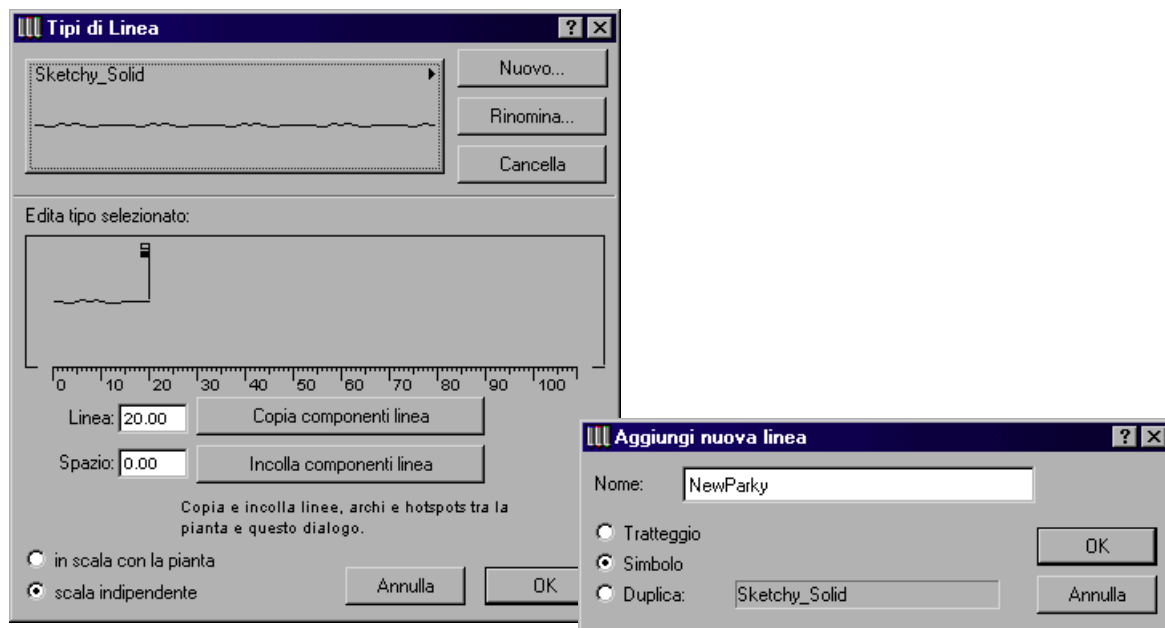 Tipi di Linea
Sketchy_Solid
Nuovo...
Rinomina...
Cancella
Edita tipo selezionato:
0 10 20 30 40 50 60 70 80 90 100
Linea: 20.00
Copia componenti linea
Spazio: 0.00
Incolla componenti linea
Copia e incolla linee, archi e hotspots tra la
pianta e questo dialogo.
in scala con la pianta
scala indipendente
Annulla
OK
Aggiungi nuova linea
Nome: NewParky
Tratteggio
Simbolo
Duplica: Sketchy_Solid
OK
Annulla